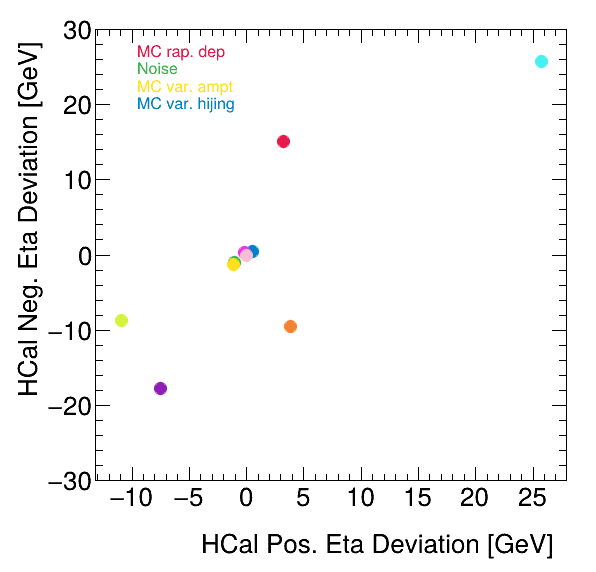 HCal Neg. Eta Deviation [GeV]
30
20
10
0
−10
−20
−30
MC rap. dep
Noise
MC var. ampt
MC var. hijing
−10 −5 0 5 10 15 20 25
HCal Pos. Eta Deviation [GeV]